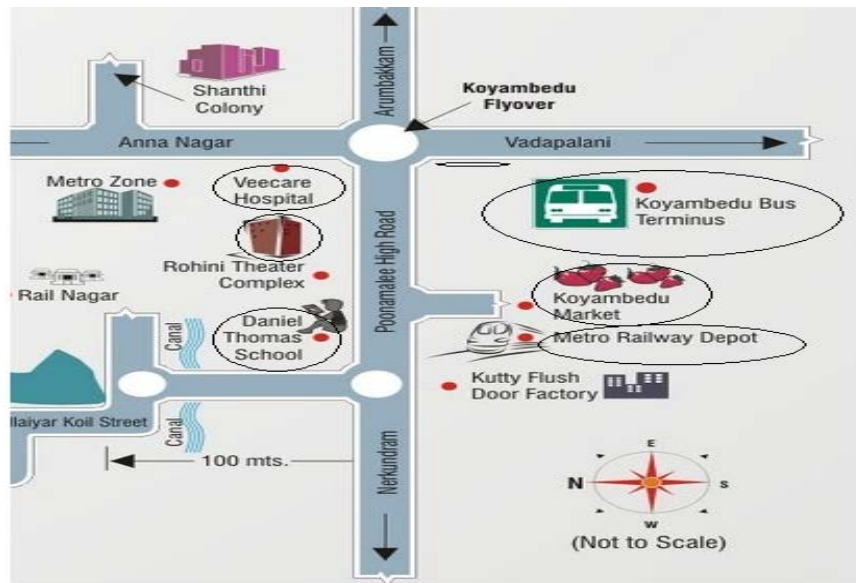 Shanthi
Colony
Arumbakkam
Koyambedu
Flyover
Anna Nagar
Vadapalani
Metro Zone
Veecare
Hospital
Koyambedu Bus
Terminus
Rohini Theater
Complex
Poonamalee High Road
Rail Nagar
Koyambedu
Market
Canal
Daniel
Thomas
School
Metro Railway Depot
Kutty Flush
Door Factory
Koil Street
Canal
100 mts.
Nerkundram
E
N
S
W
(Not to Scale)